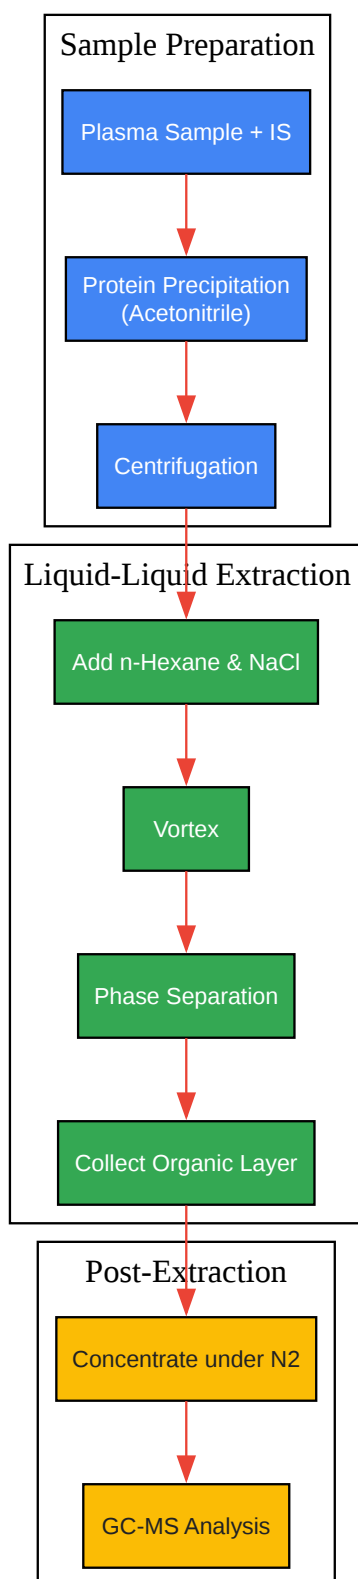 Sample Preparation
Plasma Sample + IS
Protein Precipitation
(Acetonitrile)
Centrifugation
Liquid-Liquid Extraction
Add n-Hexane & NaCl
Vortex
Phase Separation
Collect Organic Layer
Post-Extraction
Concentrate under N2
GC-MS Analysis